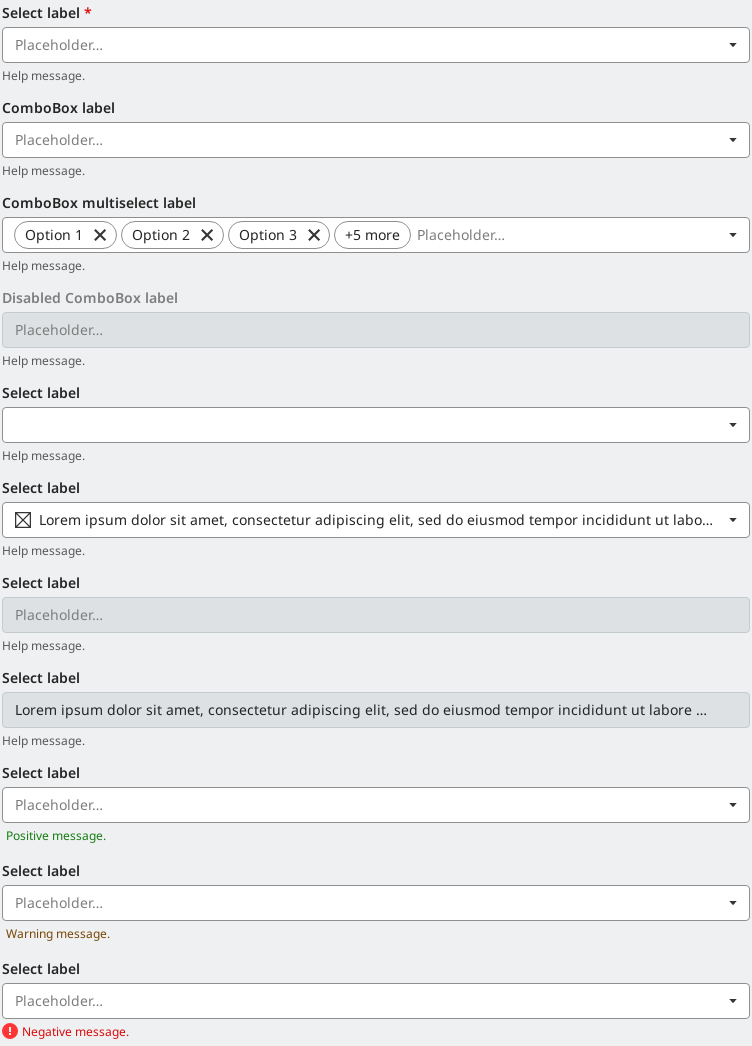 Select label *
Placeholder...
Help message.
ComboBox label
Placeholder...
Help message.
ComboBox multiselect label
Option 1 Option 2 Option 3 +5 more Placeholder...
Help message.
Disabled ComboBox label
Placeholder...
Help message.
Select label
Help message.
Select label
Lorem ipsum dolor sit amet, consectetur adipiscing elit, sed do eiusmod tempor incididunt ut labo...
Help message.
Select label
Placeholder...
Help message.
Select label
Lorem ipsum dolor sit amet, consectetur adipiscing elit, sed do eiusmod tempor incididunt ut labore ...
Help message.
Select label
Placeholder...
Positive message.
Select label
Placeholder...
Warning message.
Select label
Placeholder...
Negative message.